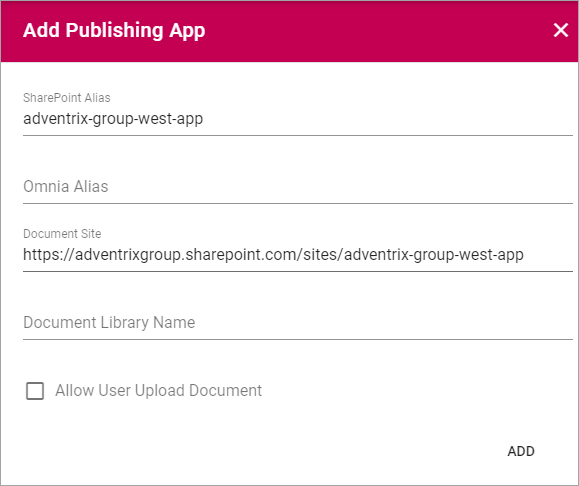 Add Publishing App
SharePoint Alias
adventrix-group-west-app
Omnia Alias
Document Site
https://adventrixgroup.sharepoint.com/sites/adventrix-group-west-app
Document Library Name
Allow User Upload Document
ADD